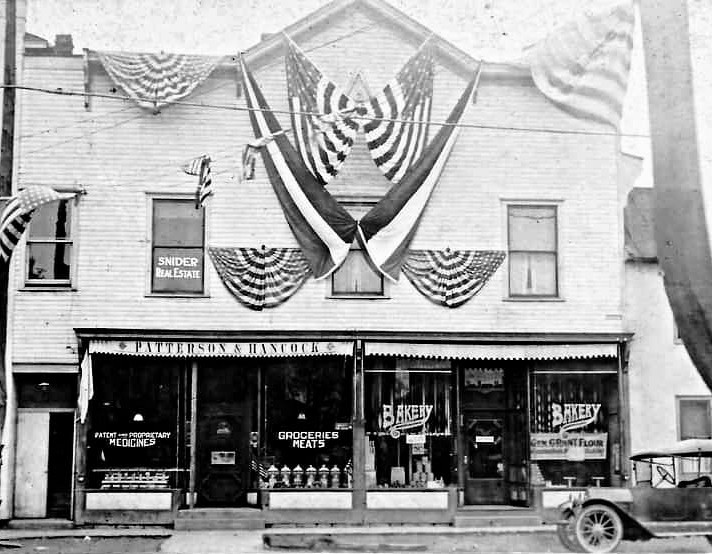 SNIDER
REAL ESTATE
PATTERSON & HANCOCK
PATENT AND PROPRIETARY
MEDICINES
GROCERIES
MEATS
BAKERY
BAKERY
GEN. GRANT FLOUR